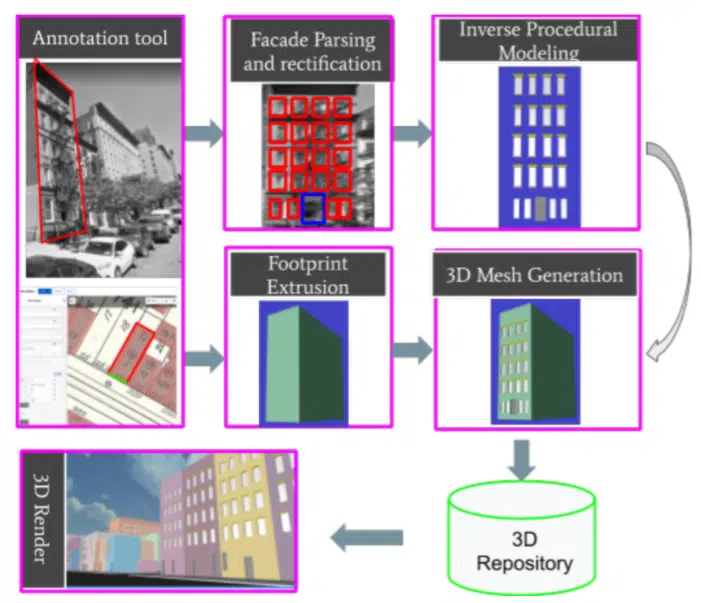 Annotation tool
Facade Parsing
and rectification
Inverse Procedural
Modeling
Footprint
Extrusion
3D Mesh Generation
3D Render
3D
Repository